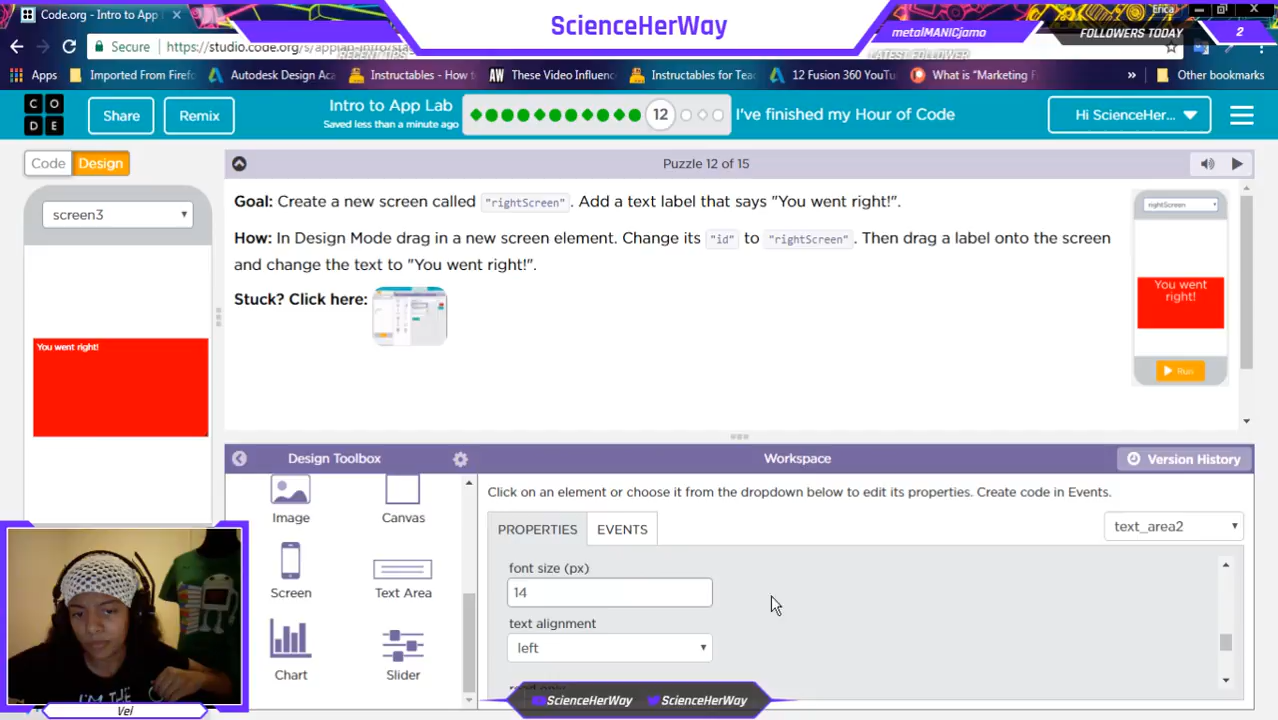 Code.org - Intro to App
ScienceHerWay
Erica
metalMANICjamo
FOLLOWERS TODAY
2
RECENT TIPS
LATEST FOLLOWER
Secure
https://studio.code.org/s/applab-intro/sta
Apps
Imported From Firefo
Autodesk Design Aca
Instructables - How t
These Video Influenc
Instructables for Tea
12 Fusion 360 YouTu
What is "Marketing F
»
Other bookmarks
CODE
Share
Remix
Intro to App Lab
Saved less than a minute ago
12
I've finished my Hour of Code
Hi ScienceHer...
Code
Design
Puzzle 12 of 15
screen3
Goal: Create a new screen called "rightScreen". Add a text label that says "You went right!".
How: In Design Mode drag in a new screen element. Change its "id" to "rightScreen". Then drag a label onto the screen
and change the text to "You went right!".
Stuck? Click here:
rightScreen
You went
right!
Run
You went right!
Design Toolbox
Workspace
Version History
Click on an element or choose it from the dropdown below to edit its properties. Create code in Events.
Image
Canvas
PROPERTIES
EVENTS
text_area2
Screen
Text Area
font size (px)
14
text alignment
left
Chart
Slider
I'M THE
Vel
ScienceHerWay
ScienceHerWay